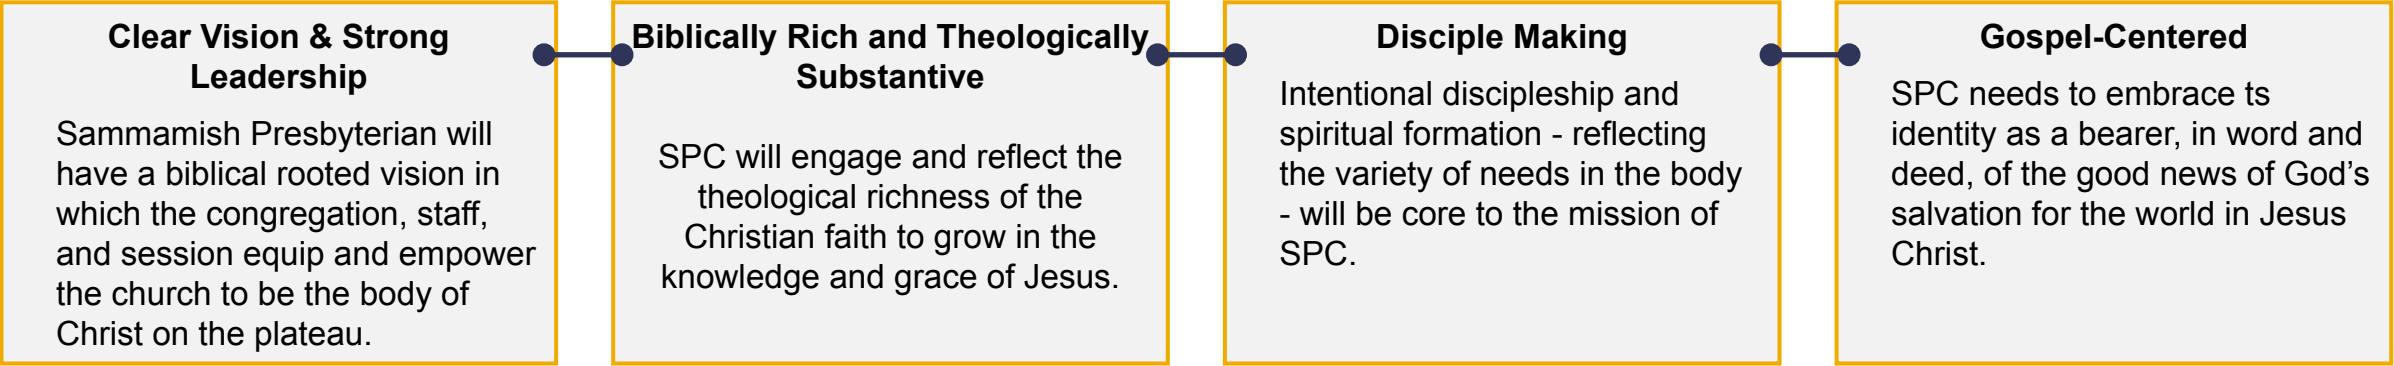 Clear Vision & Strong
Leadership
Sammamish Presbyterian will
have a biblical rooted vision in
which the congregation, staff,
and session equip and empower
the church to be the body of
Christ on the plateau.
Biblically Rich and Theologically
Substantive
SPC will engage and reflect the
theological richness of the
Christian faith to grow in the
knowledge and grace of Jesus.
Disciple Making
Intentional discipleship and
spiritual formation - reflecting
the variety of needs in the body
- will be core to the mission of
SPC.
Gospel-Centered
SPC needs to embrace ts
identity as a bearer, in word and
deed, of the good news of God’s
salvation for the world in Jesus
Christ.